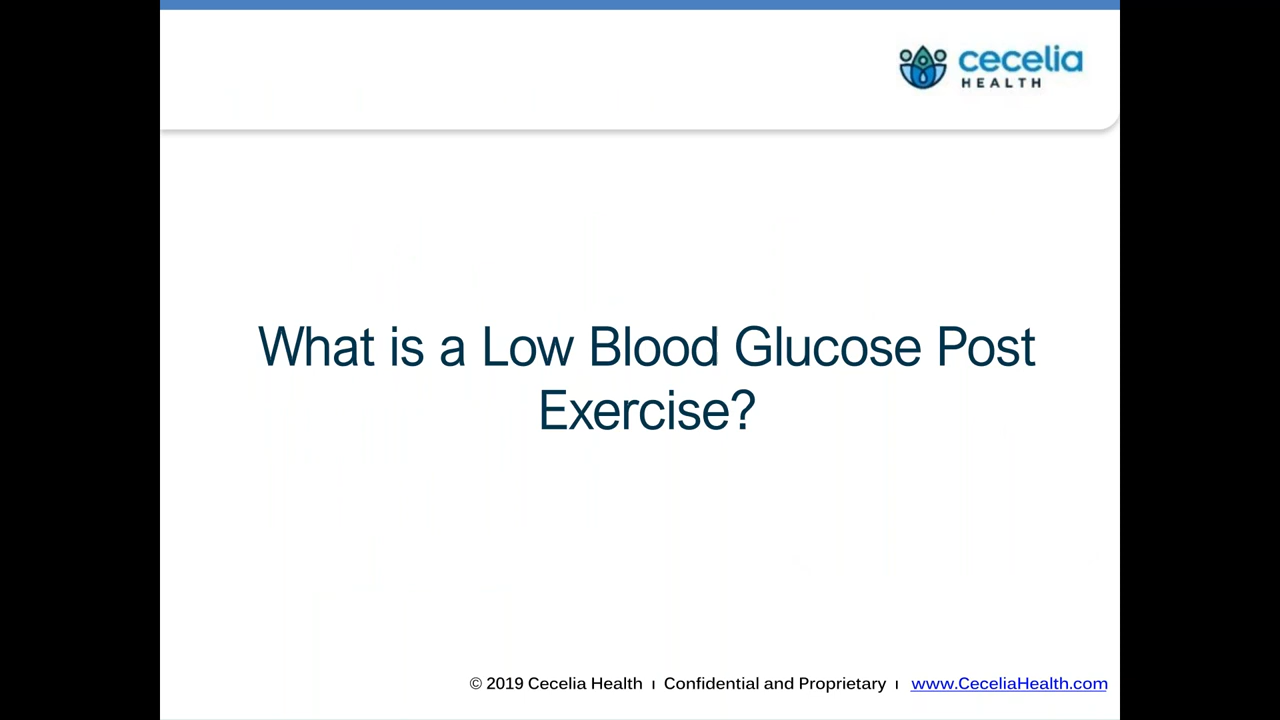 cecelia
HEALTH
What is a Low Blood Glucose Post
Exercise?
© 2019 Cecelia Health ı Confidential and Proprietary ı www.CeceliaHealth.com